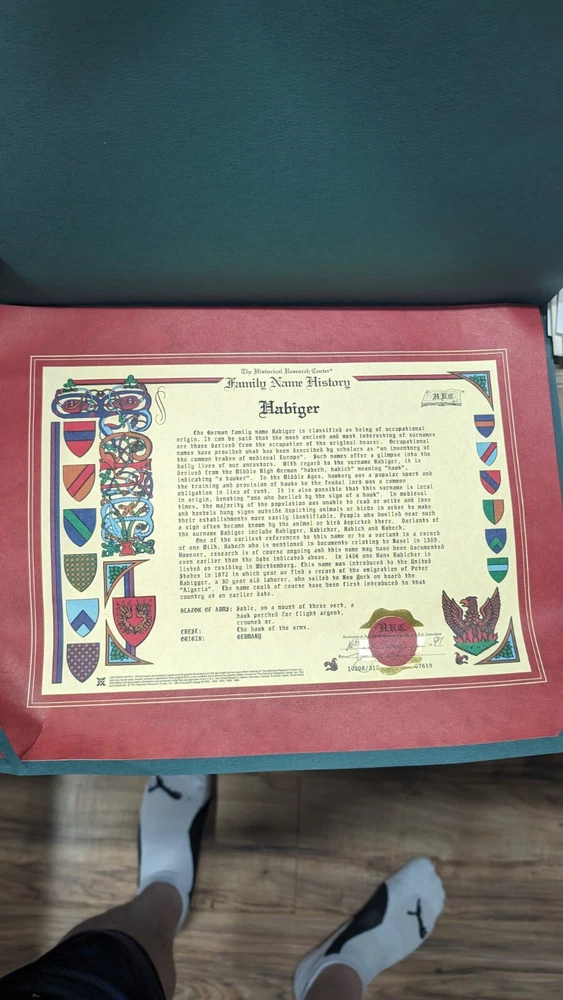 The Historical Research Center®
Family Name History
Habiger
H.R.C.
The German family name Habiger is classified as being of occupational
origin. It can be said that the most ancient and most interesting of surnames
are those derived from the occupation of the original bearer. Occupational
names have provided what has been described by scholars as "an inventory of
the common trades of medieval Europe". Such names offer a glimpse into the
daily lives of our ancestors. With regard to the surname Habiger, it is
derived from the Middle High German "habech, habich" meaning "hawk",
indicating "a hawker". In the Middle Ages, hawkery was a popular sport and
the training and provision of hawks to the feudal lord was a common
obligation in lieu of rent. It is also possible that this surname is local
in origin, denoting "one who dwelled by the sign of a hawk". In medieval
times, the majority of the population was unable to read or write and inns
and hostels hung signs outside depicting animals or birds in order to make
their establishments more easily identifiable. People who dwelled near such
a sign often became known by the animal or bird depicted there. Variants of
the surname Habiger include Habigger, Habicher, Habich and Habech.
One of the earliest references to this name or to a variant is a record
of one Wilh. Habech who is mentioned in documents relating to Basel in
However, research is of course ongoing and this name may have been documented
even earlier than the date indicated above. In 1456 one Hans Habicher is
listed as residing in Württemberg. This name was introduced to the United
States in 1872 in which year we find a record of the emigration of Peter
Habigger, a 30 year old laborer, who sailed to New York on board the
"Algeria". The name could of course have been first introduced to that
country at an earlier date.
BLAZON OF ARMS: Sable, on a mount of three vert, a
hawk perched for flight argent,
crowned or.
CREST: The hawk of the arms.
ORIGIN: GERMANY
H.R.C.